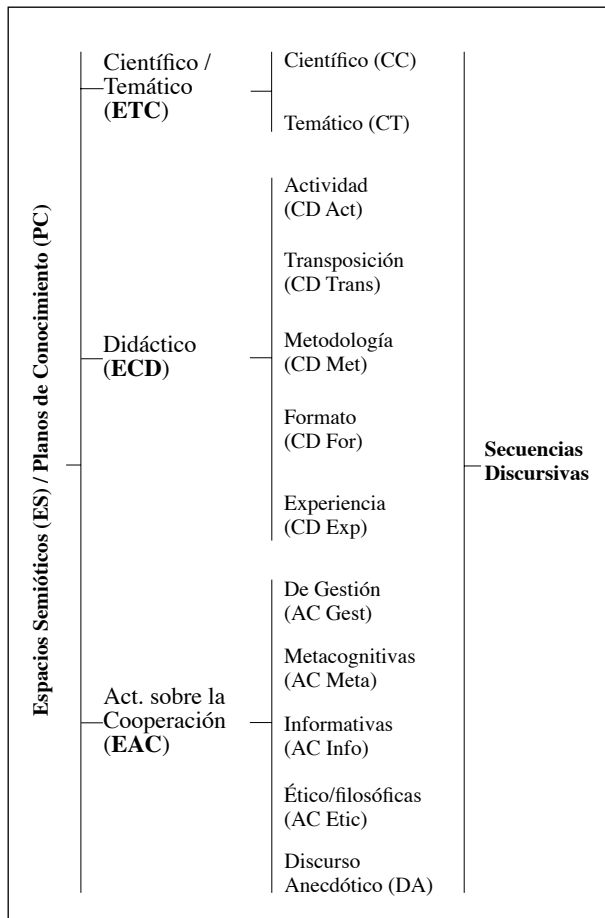 Espacios Semióticos (ES) / Planos de Conocimiento (PC)
Científico /
Temático
(ETC)
Científico (CC)
Temático (CT)
Didáctico
(ECD)
Actividad
(CD Act)
Transposición
(CD Trans)
Metodología
(CD Met)
Formato
(CD For)
Experiencia
(CD Exp)
Act. sobre la
Cooperación
(EAC)
De Gestión
(AC Gest)
Metacognitivas
(AC Meta)
Informativas
(AC Info)
Ético/filosóficas
(AC Etic)
Discurso
Anecdótico (DA)
Secuencias
Discursivas